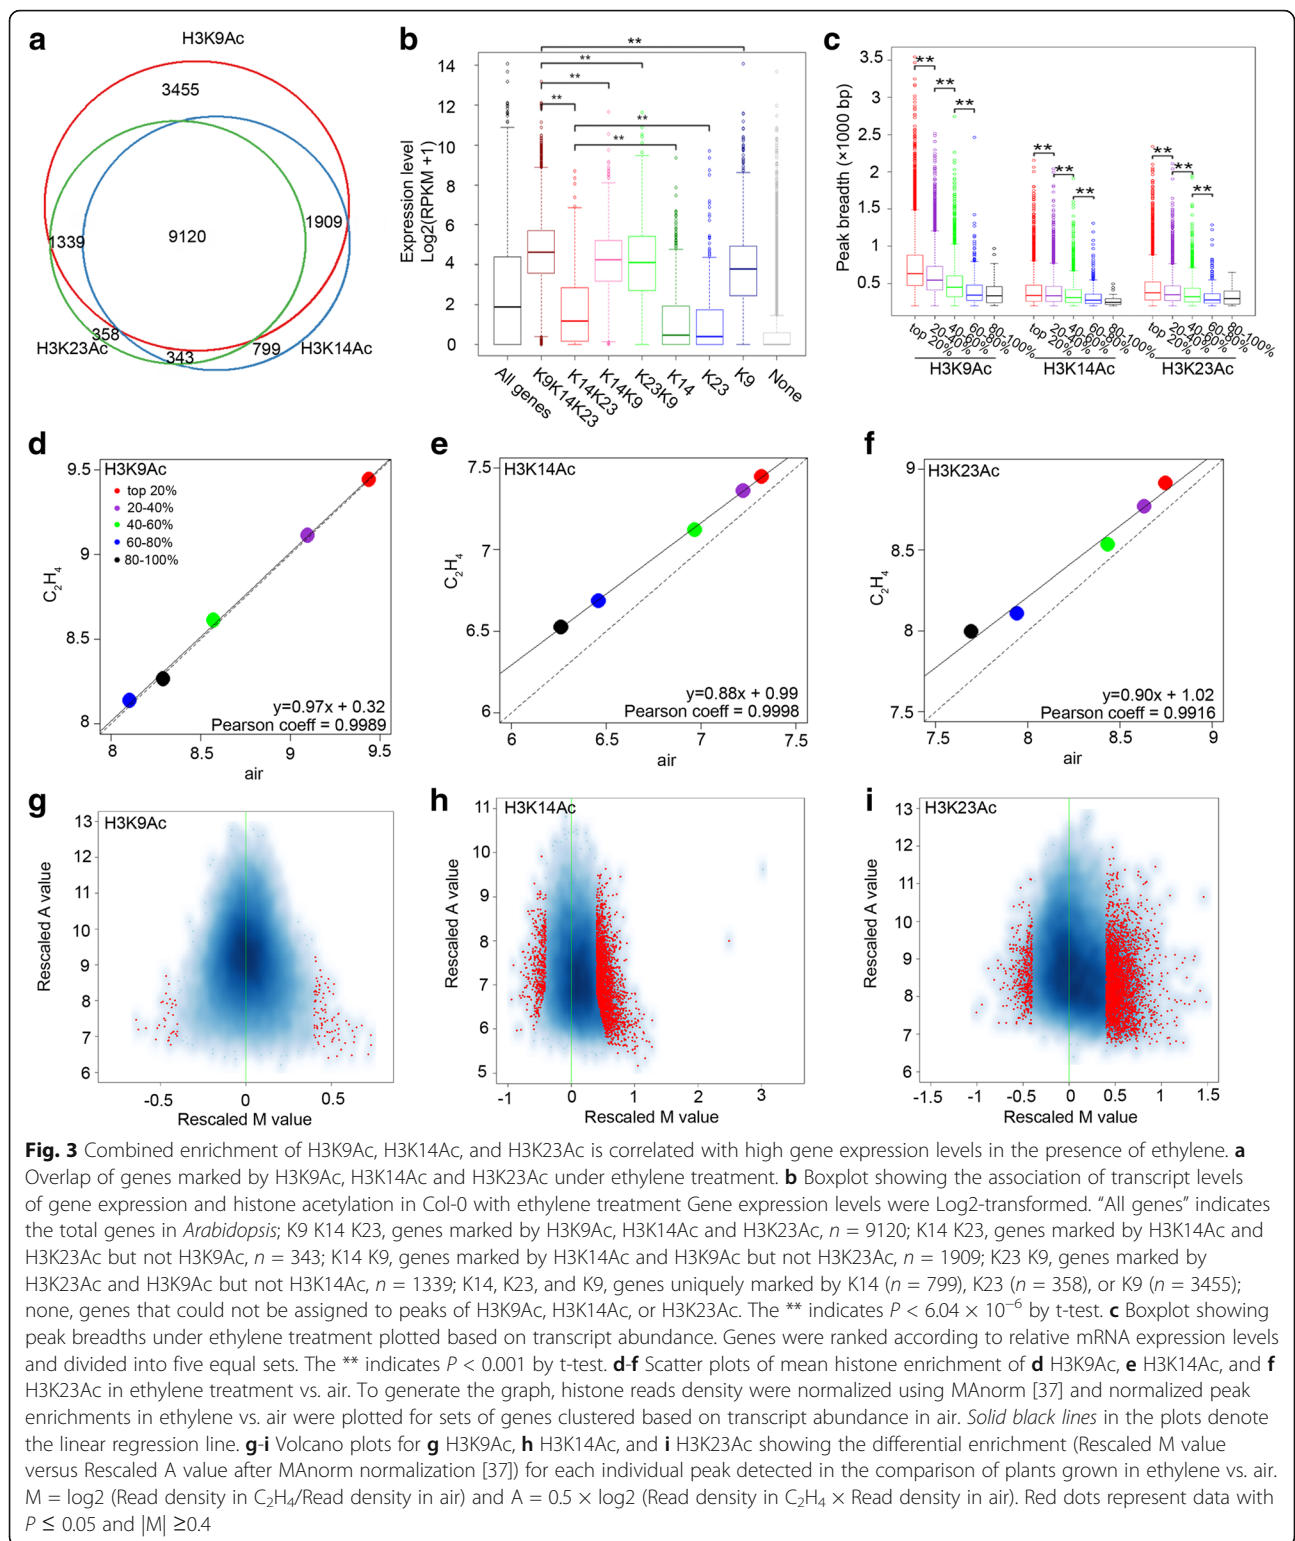 a
H3K9Ac
3455
1339
9120
1909
358
343
799
H3K23Ac
H3K14Ac
b
Expression level
Log2(RPKM +1)
14
12
10
8
6
4
2
0
**
**
**
**
**
**
All genes
K9K14K23
K14K23
K14K9
K23K9
K14
K23
K9
None
c
Peak breadth (×1000 bp)
3.5
3
2.5
2
1.5
1
0.5
**
**
**
**
**
**
**
**
**
top 20%
20-40%
40-60%
60-80%
80-100%
top 20%
20-40%
40-60%
60-80%
80-100%
top 20%
20-40%
40-60%
60-80%
80-100%
H3K9Ac
H3K14Ac
H3K23Ac
d
H3K9Ac
top 20%
20-40%
40-60%
60-80%
80-100%
C2H4
9.5
9
8.5
8
y=0.97x + 0.32
Pearson coeff = 0.9989
8
8.5
9
9.5
air
e
H3K14Ac
C2H4
7.5
7
6.5
6
y=0.88x + 0.99
Pearson coeff = 0.9998
6
6.5
7
7.5
air
f
H3K23Ac
C2H4
9
8.5
8
7.5
y=0.90x + 1.02
Pearson coeff = 0.9916
7.5
8
8.5
9
air
g
H3K9Ac
Rescaled A value
13
12
11
10
9
8
7
6
-0.5
0
0.5
Rescaled M value
h
H3K14Ac
Rescaled A value
11
10
9
8
7
6
5
-1
0
1
2
3
Rescaled M value
i
H3K23Ac
Rescaled A value
13
12
11
10
9
8
7
6
-1.5
-1
-0.5
0
0.5
1
1.5
Rescaled M value
Fig. 3 Combined enrichment of H3K9Ac, H3K14Ac, and H3K23Ac is correlated with high gene expression levels in the presence of ethylene. a
Overlap of genes marked by H3K9Ac, H3K14Ac and H3K23Ac under ethylene treatment. b Boxplot showing the association of transcript levels
of gene expression and histone acetylation in Col-0 with ethylene treatment Gene expression levels were Log2-transformed. “All genes” indicates
the total genes in Arabidopsis; K9 K14 K23, genes marked by H3K9Ac, H3K14Ac and H3K23Ac, n = 9120; K14 K23, genes marked by H3K14Ac and
H3K23Ac but not H3K9Ac, n = 343; K14 K9, genes marked by H3K14Ac and H3K9Ac but not H3K23Ac, n = 1909; K23 K9, genes marked by
H3K23Ac and H3K9Ac but not H3K14Ac, n = 1339; K14, K23, and K9, genes uniquely marked by K14 (n = 799), K23 (n = 358), or K9 (n = 3455);
none, genes that could not be assigned to peaks of H3K9Ac, H3K14Ac, or H3K23Ac. The ** indicates P < 6.04 × 10−6 by t-test. c Boxplot showing
peak breadths under ethylene treatment plotted based on transcript abundance. Genes were ranked according to relative mRNA expression levels
and divided into five equal sets. The ** indicates P < 0.001 by t-test. d-f Scatter plots of mean histone enrichment of d H3K9Ac, e H3K14Ac, and f
H3K23Ac in ethylene treatment vs. air. To generate the graph, histone reads density were normalized using MAnorm [37] and normalized peak
enrichments in ethylene vs. air were plotted for sets of genes clustered based on transcript abundance in air. Solid black lines in the plots denote
the linear regression line. g-i Volcano plots for g H3K9Ac, h H3K14Ac, and i H3K23Ac showing the differential enrichment (Rescaled M value
versus Rescaled A value after MAnorm normalization [37]) for each individual peak detected in the comparison of plants grown in ethylene vs. air.
M = log2 (Read density in C2H4/Read density in air) and A = 0.5 × log2 (Read density in C2H4 × Read density in air). Red dots represent data with
P ≤ 0.05 and |M| ≥0.4